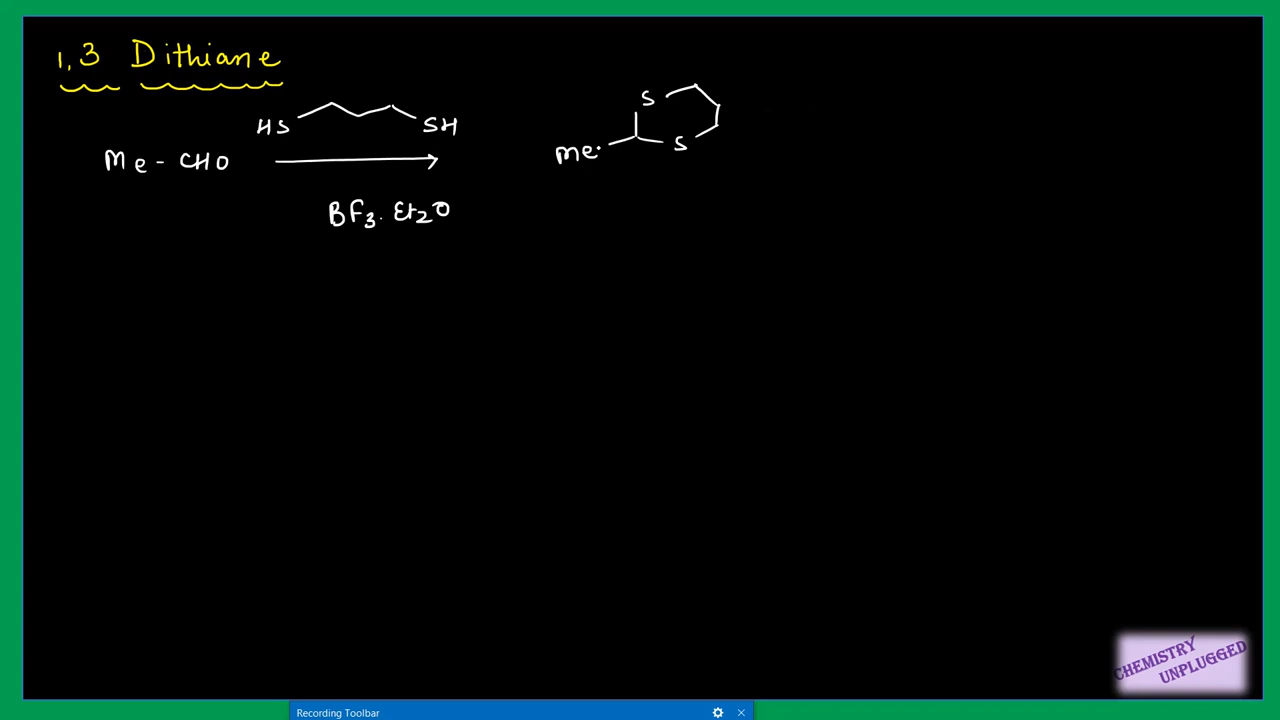 1,3 Dithiane
HS SH
Me - CHO
BF3. Et2O
S
Me
S
CHEMISTRY
UNPLUGGED
Recording Toolbar